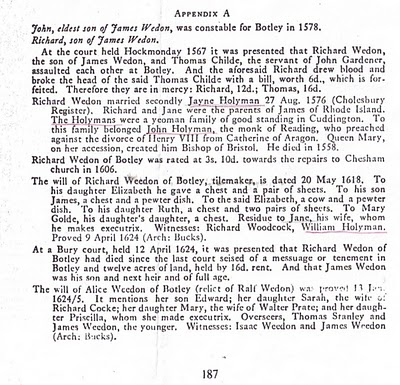 APPENDIX A
John, eldest son of James Wedon, was constable for Botley in 1578.
Richard, son of James Wedon.
At the court held Hockmonday 1567 it was presented that Richard Wedon,
the son of James Wedon, and Thomas Childe, the servant of John Gardener,
assaulted each other at Botley. And the aforesaid Richard drew blood and
broke the head of the said Thomas with a bill, worth 6d., which is for-
feited. Therefore they are in mercy: Richard, 12d.; Thomas, 16d.
Richard Wedon married secondly Jayne Holyman 27 Aug. 1576 (Cholesbury
Register). Richard and Jane were the parents of James of Rhode Island.
The Holymans were a yeoman family of good standing in Cuddington. To
this family belonged John Holyman, the monk of Reading, who preached
against the divorce of Henry VIII from Catherine of Aragon. Queen Mary,
on her accession, created him Bishop of Bristol. He died in 1558.
Richard Wedon of Botley was rated at 3s. 10d. towards the repairs to Chesham
church in 1606.
The will of Richard Weedon of Botley, tilemaker, is dated 20 May 1618. To
his daughter Elizabeth he gave a chest and a pair of sheets. To his son
James, a chest and a pewter dish. To the said Elizabeth, a cow and a pewter
dish. To his daughter Ruth, a chest and two pairs of sheets. To Mary
Golde, his daughter's daughter, a chest. Residue to Jane, his wife, whom
he makes executrix. Witnesses: Richard Woodcock, William Holyman.
Proved 9 April 1624 (Arch: Bucks).
At a Bury court, held 12 April 1624, it was presented that Richard Wedon of
Botley had died since the last court seised of a messuage or tenement in
Botley and twelve acres of land, held by 16d. rent. And that James Wedon
was his son and next heir and of full age.
The will of Alice Weedon of Botley (relict of Ralf Wedon) was proved 13 Jan.
1624/5. It mentions her son Edward; her daughter Sarah, the wife of
Richard Cocke; her daughter Mary, the wife of Walter Prate; and her daugh-
ter Priscilla, whom she made executrix. Overseers, Thomas Stanley and
James Weedon, the younger. Witnesses: Isaac Weedon and James Weedon
(Arch: Bucks).
187